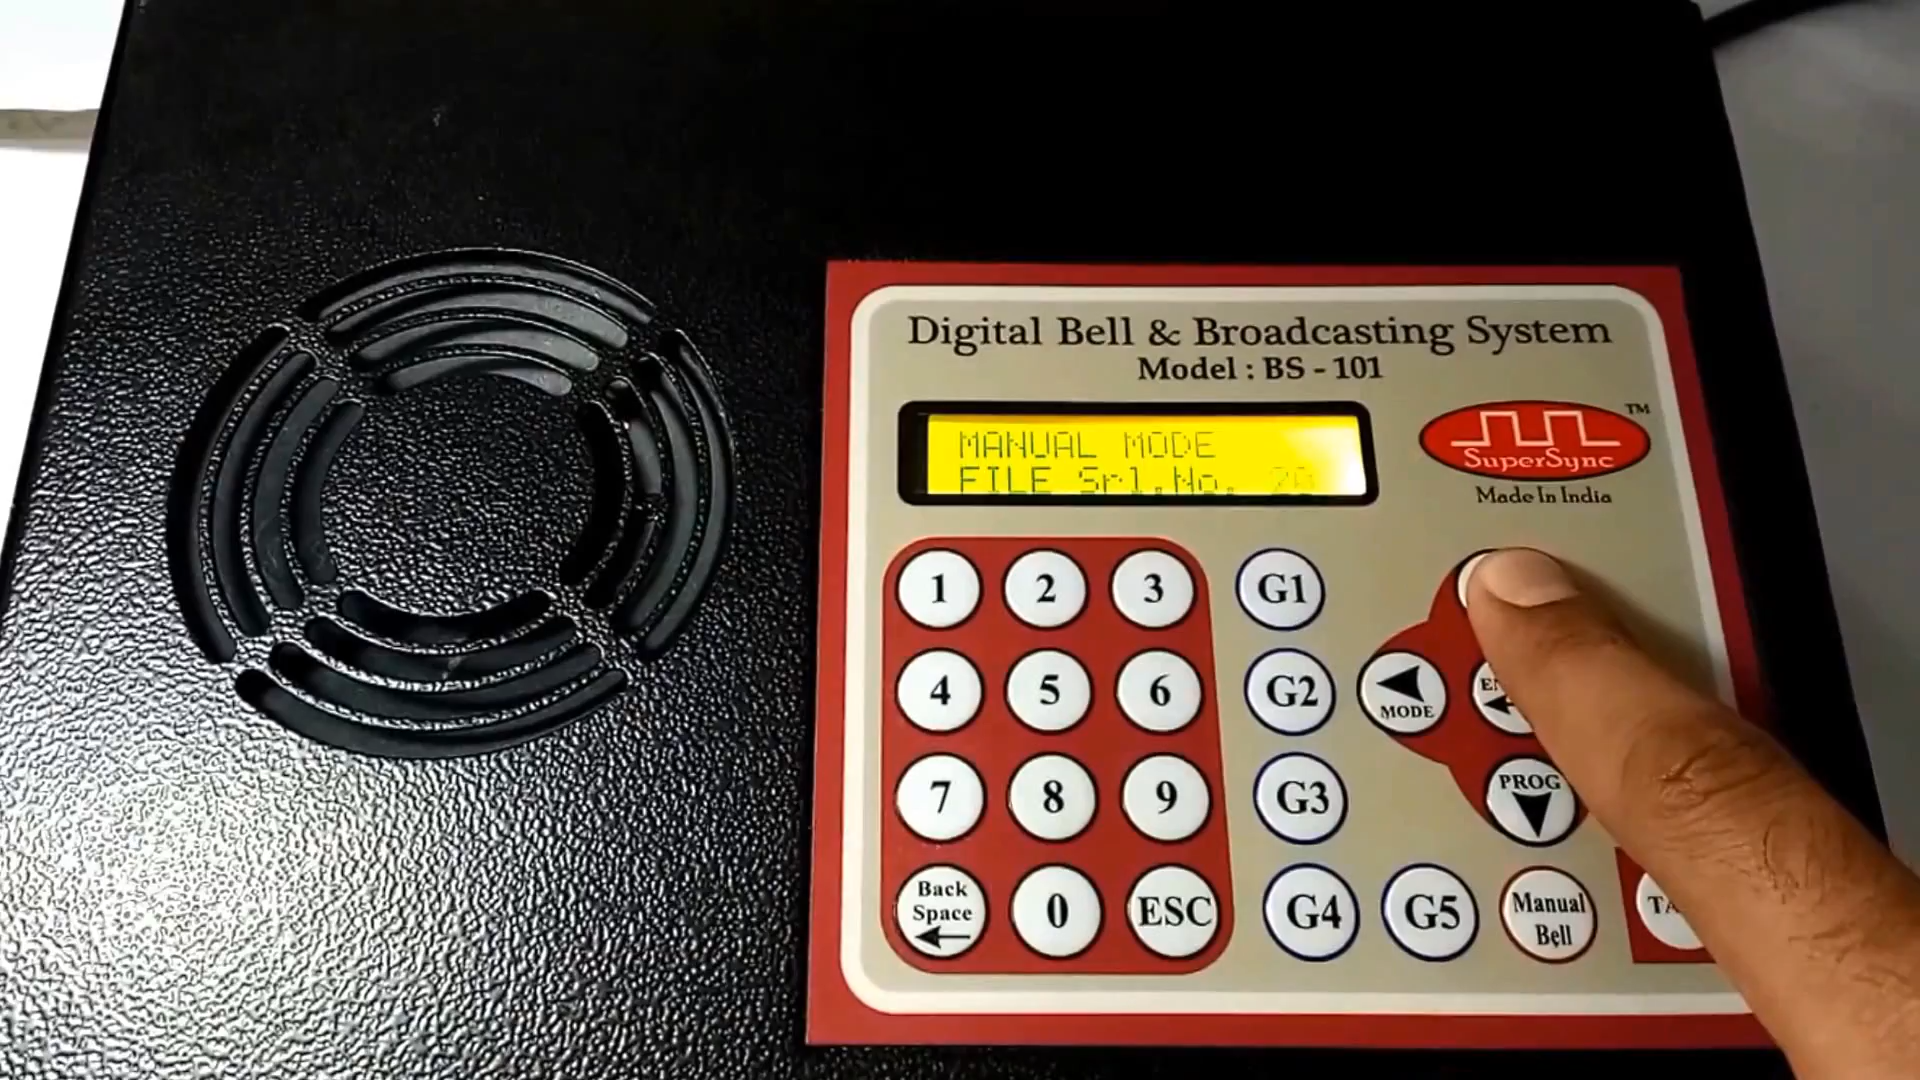 Digital Bell & Broadcasting System
Model : BS - 101
MANUAL MODE
FILE Srl.No.
SuperSync
TM
Made In India
1
2
3
G1
4
5
6
G2
MODE
7
8
9
G3
PROG
Back
Space
0
ESC
G4
G5
Manual
Bell